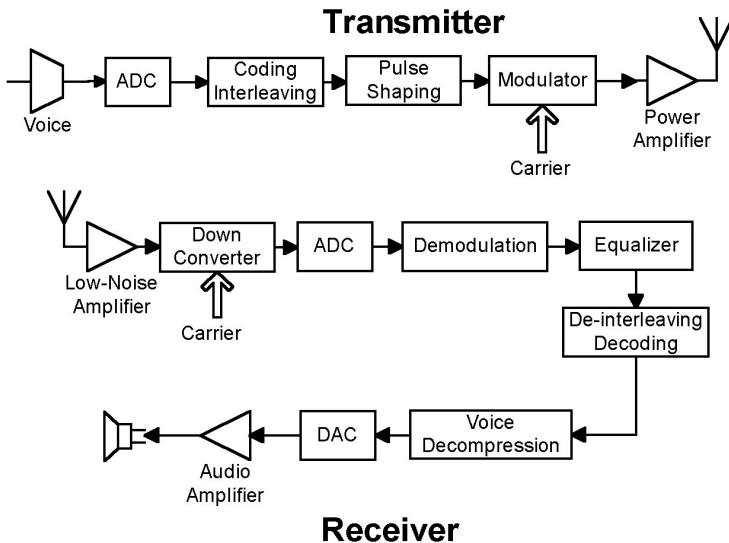 Transmitter
ADC
Coding
Interleaving
Pulse
Shaping
Modulator
Voice
Power
Amplifier
Carrier
Down
Converter
ADC
Demodulation
Equalizer
Low-Noise
Amplifier
Carrier
De-interleaving
Decoding
Voice
Decompression
DAC
Audio
Amplifier
Receiver